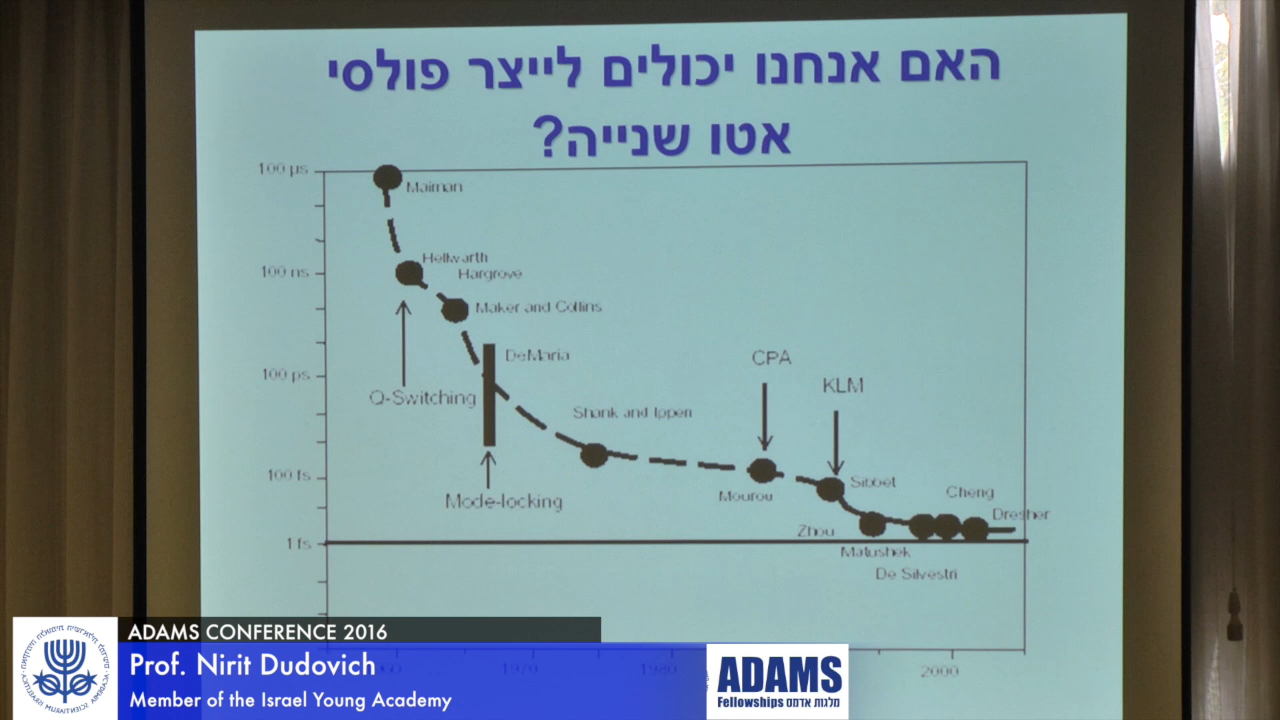 האם אנחנו יכולים לייצר פולסי
אטו שנייה?
100 µs
Maiman
Hellwarth
100 ns
Hargrove
Maker and Collins
DeMaria
CPA
100 ps
KLM
Q-Switching
Shank and Ippen
100 fs
Sibbet
Mode-locking
Mourou
Cheng
Dresher
Zhou
1 fs
Matushek
De Silvestri
1970
1980
2000
ADAMS CONFERENCE 2016
Prof. Nirit Dudovich
Member of the Israel Young Academy
ADAMS
Fellowships מלגות אדמס